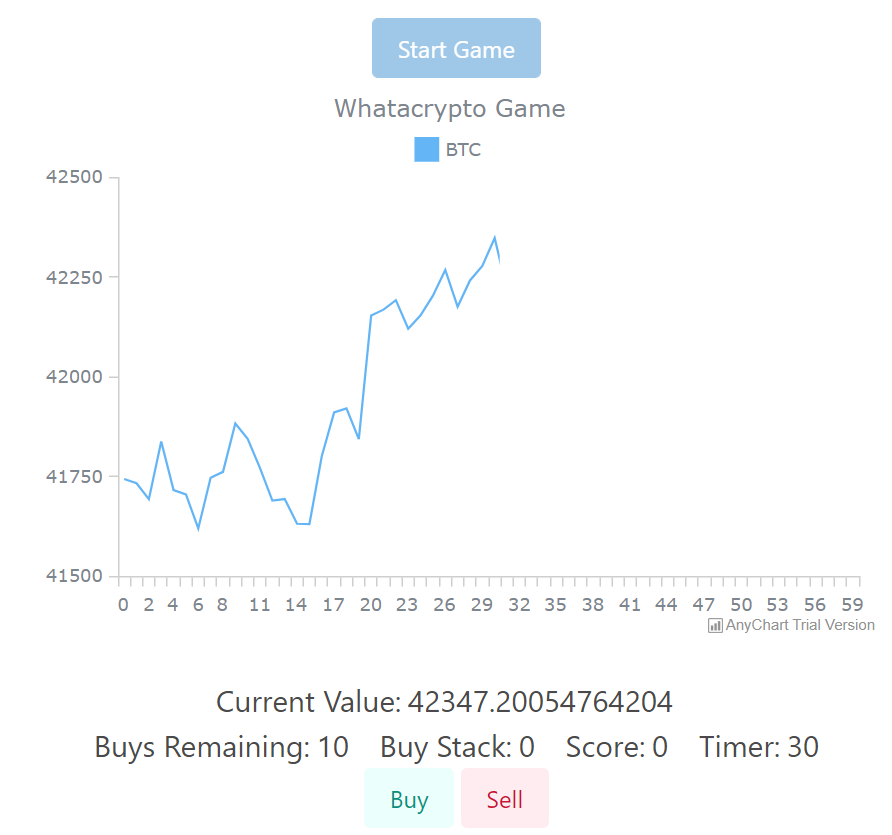 Start Game
Whatacrypto Game
BTC
42500
42250
42000
41750
41500
0 2 4 6 8 11 14 17 20 23 26 29 32 35 38 41 44 47 50 53 56 59
AnyChart Trial Version
Current Value: 42347.20054764204
Buys Remaining: 10 Buy Stack: 0 Score: 0 Timer: 30
Buy Sell